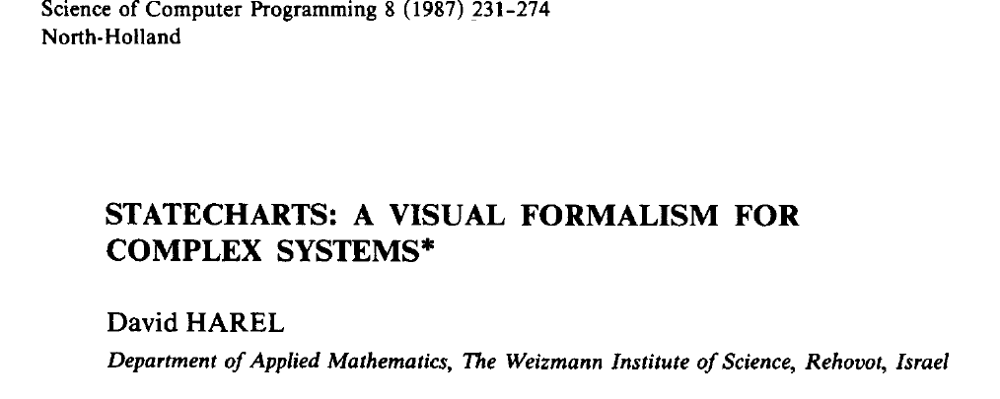 Science of Computer Programming 8 (1987) 231-274
North-Holland
STATECHARTS: A VISUAL FORMALISM FOR
COMPLEX SYSTEMS*
David HAREL
Department of Applied Mathematics, The Weizmann Institute of Science, Rehovot, Israel